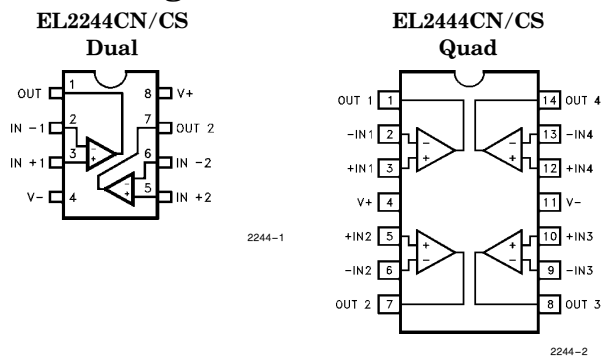 EL2244CN/CS
Dual
OUT 1 8 V+
IN -1 2 7 OUT 2
IN +1 3 6 IN -2
V- 4 5 IN +2
- +
- +
2244-1
EL2444CN/CS
Quad
OUT 1 1 14 OUT 4
-IN1 2 13 -IN4
+IN1 3 12 +IN4
V+ 4 11 V-
+IN2 5 10 +IN3
-IN2 6 9 -IN3
OUT 2 7 8 OUT 3
- +
- +
+ -
+ -
2244-2